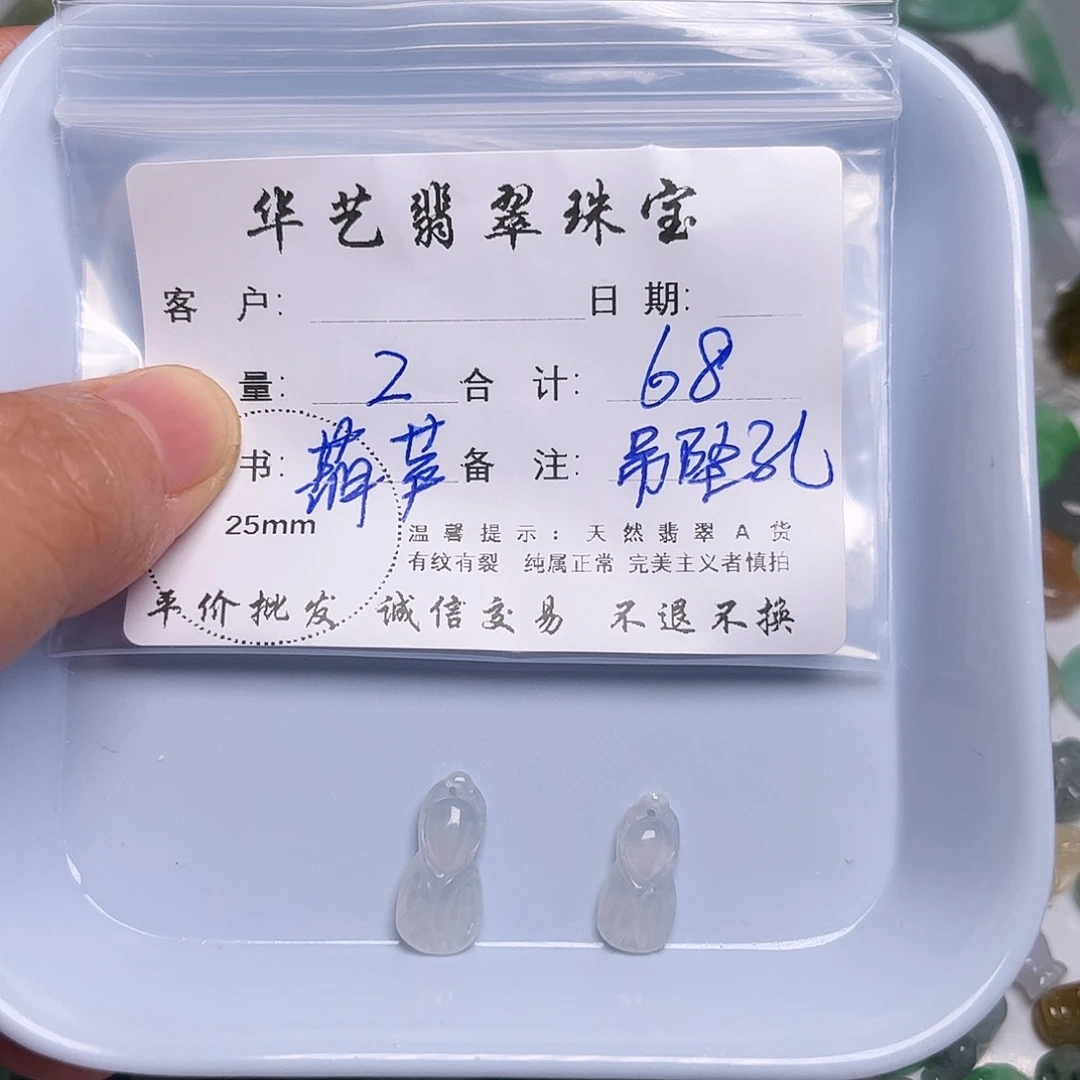 华艺翡翠珠宝
客 户: 日 期:
量: 2 合 计: 68
书: 葫芦 备 注: 吊坠孔
25mm
温馨提示:天然翡翠A货
有纹有裂 纯属正常 完美主义者慎拍
平价批发 诚信交易 不退不换